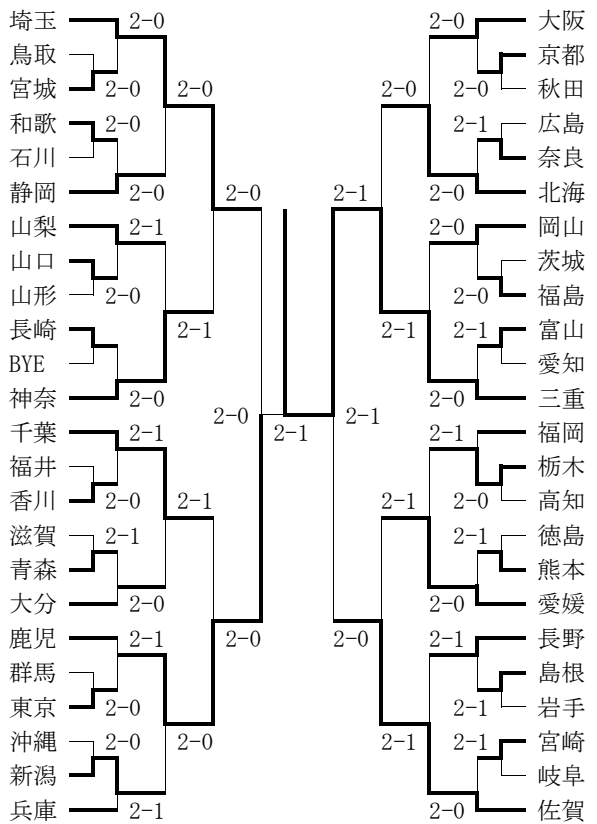 埼玉 2-0 2-0 大阪
鳥取 京都
宮城 2-0 2-0 2-0 2-0 秋田
和歌 2-0 2-1 広島
石川 奈良
静岡 2-0 2-0 2-1 2-0 北海
山梨 2-1 2-0 岡山
山口 茨城
山形 2-0 2-0 福島
長崎 2-1 2-1 2-1 富山
BYE 愛知
神奈 2-0 2-0 三重
2-0 2-1
千葉 2-1 2-1 2-1 福岡
福井 栃木
香川 2-0 2-1 2-1 2-0 高知
滋賀 2-1 2-1 徳島
青森 熊本
大分 2-0 2-0 愛媛
鹿児 2-1 2-0 2-0 2-1 長野
群馬 島根
東京 2-0 2-1 岩手
沖縄 2-0 2-0 2-1 2-1 宮崎
新潟 岐阜
兵庫 2-1 2-0 佐賀